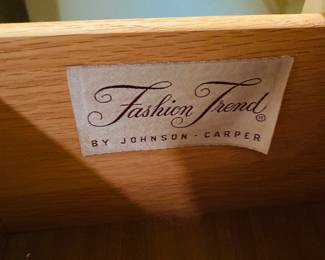 Fashion Trend ®
BY JOHNSON - CARPER